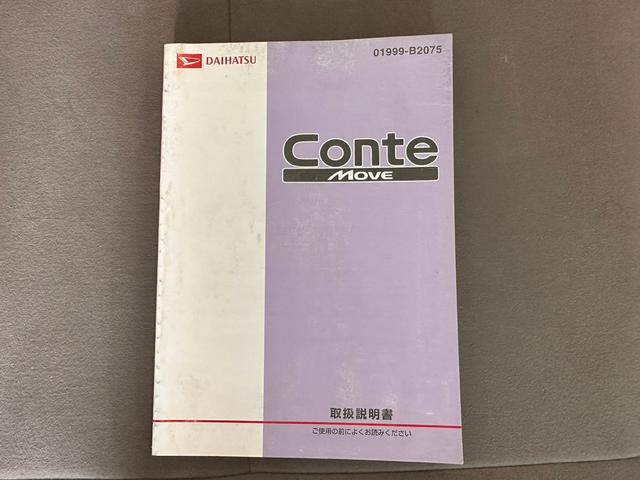 DAIHATSU
01999-B2075
Conte
MOVE
取扱説明書
ご使用の前によくお読みください